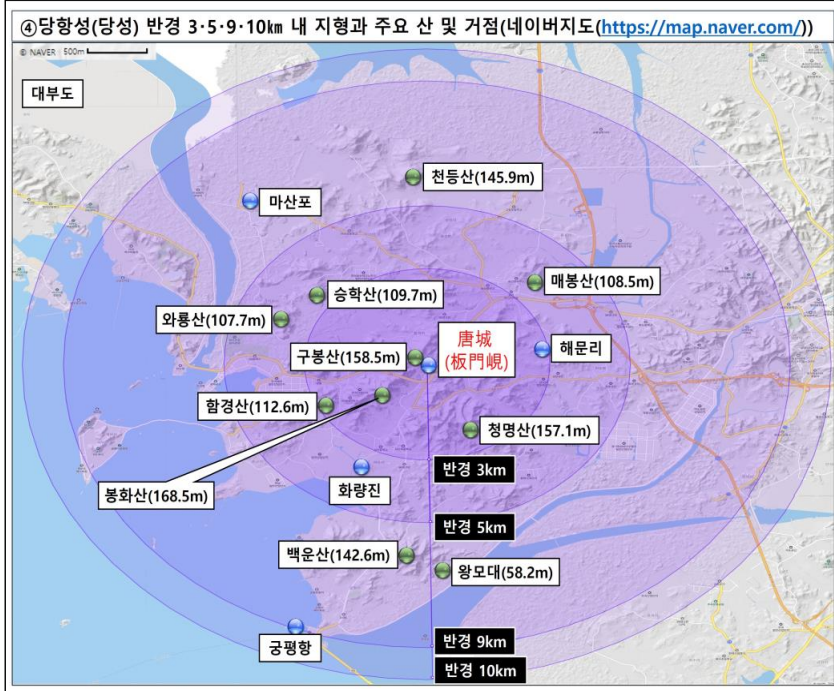 ④당항성(당성) 반경 3·5·9·10㎞ 내 지형과 주요 산 및 거점(네이버지도(https://map.naver.com/))
© NAVER 500m
대부도
천등산(145.9m)
마산포
매봉산(108.5m)
승학산(109.7m)
와룡산(107.7m)
唐城
(板門峴)
해문리
구봉산(158.5m)
함경산(112.6m)
청명산(157.1m)
반경 3km
봉화산(168.5m)
화량진
반경 5km
백운산(142.6m)
왕모대(58.2m)
궁평항
반경 9km
반경 10km